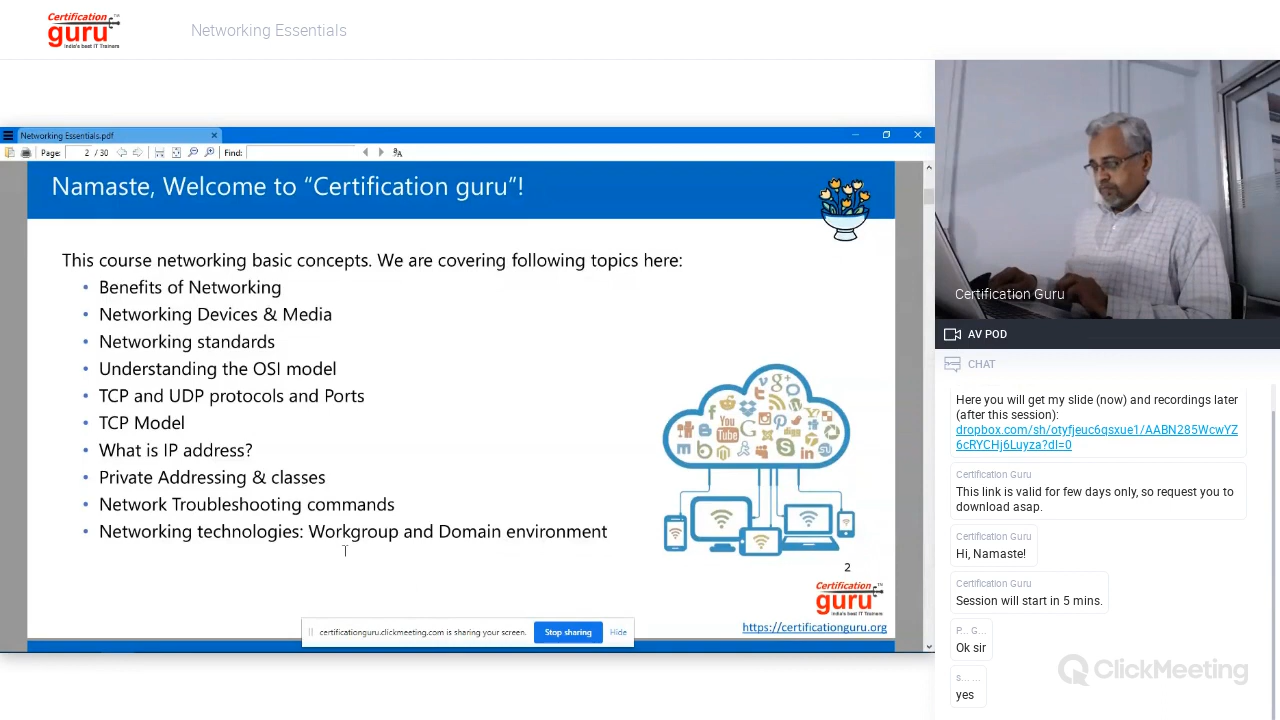 Certification
guru
India's best IT Trainers
Networking Essentials
Networking Essentials.pdf
Page: 2 / 30 Find:
Namaste, Welcome to “Certification guru”!
This course networking basic concepts. We are covering following topics here:
• Benefits of Networking
• Networking Devices & Media
• Networking standards
• Understanding the OSI model
• TCP and UDP protocols and Ports
• TCP Model
• What is IP address?
• Private Addressing & classes
• Network Troubleshooting commands
• Networking technologies: Workgroup and Domain environment
You
Tube
2
Certification
guru
India's best IT Trainers
https://certificationguru.org
certificationguru.clickmeeting.com is sharing your screen. Stop sharing Hide
Certification Guru
AV POD
CHAT
Here you will get my slide (now) and recordings later
(after this session):
dropbox.com/sh/otyfjeuc6qsxue1/AABN285WcwYZ
6cRYCHj6Luyza?dl=0
Certification Guru
This link is valid for few days only, so request you to
download asap.
Certification Guru
Hi, Namaste!
Certification Guru
Session will start in 5 mins.
P... G...
Ok sir
s... ...
yes
ClickMeeting